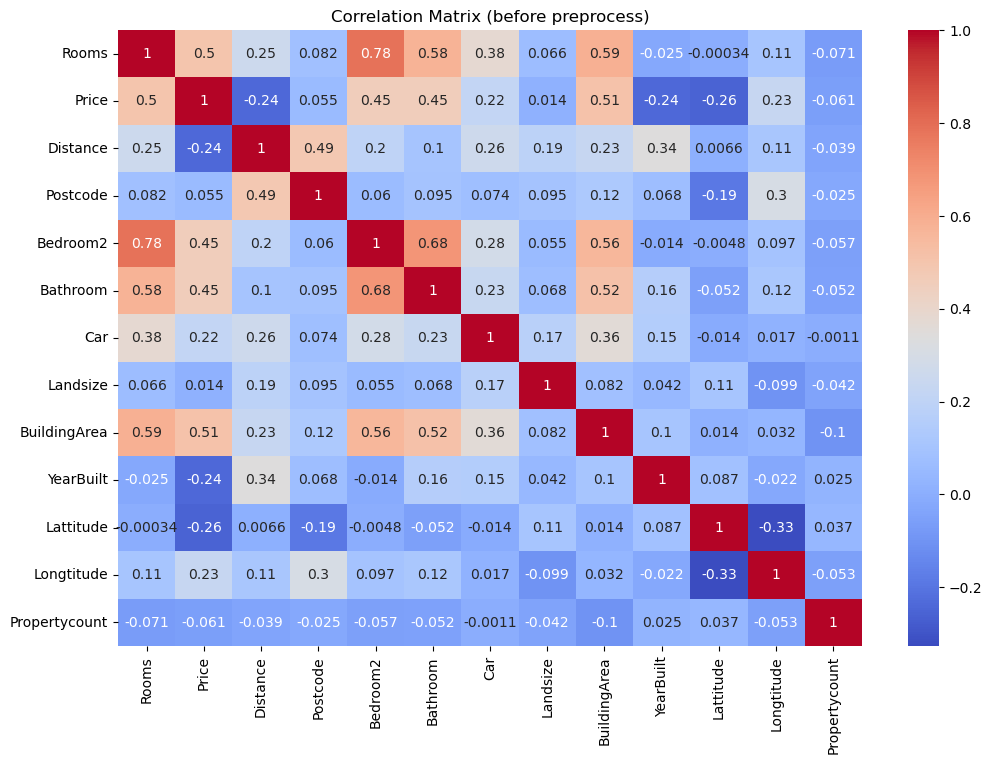 Correlation Matrix (before preprocess)
Rooms 1 0.5 0.25 0.082 0.78 0.58 0.38 0.066 0.59 -0.025 -0.00034 0.11 -0.071
Price 0.5 1 -0.24 0.055 0.45 0.45 0.22 0.014 0.51 -0.24 -0.26 0.23 -0.061
Distance 0.25 -0.24 1 0.49 0.2 0.1 0.26 0.19 0.23 0.34 0.0066 0.11 -0.039
Postcode 0.082 0.055 0.49 1 0.06 0.095 0.074 0.095 0.12 0.068 -0.19 0.3 -0.025
Bedroom2 0.78 0.45 0.2 0.06 1 0.68 0.28 0.055 0.56 -0.014 -0.0048 0.097 -0.057
Bathroom 0.58 0.45 0.1 0.095 0.68 1 0.23 0.068 0.52 0.16 -0.052 0.12 -0.052
Car 0.38 0.22 0.26 0.074 0.28 0.23 1 0.17 0.36 0.15 -0.014 0.017 -0.0011
Landsize 0.066 0.014 0.19 0.095 0.055 0.068 0.17 1 0.082 0.042 0.11 -0.099 -0.042
BuildingArea 0.59 0.51 0.23 0.12 0.56 0.52 0.36 0.082 1 0.1 0.014 0.032 -0.1
YearBuilt -0.025 -0.24 0.34 0.068 -0.014 0.16 0.15 0.042 0.1 1 0.087 -0.022 0.025
Lattitude -0.00034 -0.26 0.0066 -0.19 -0.0048 -0.052 -0.014 0.11 0.014 0.087 1 -0.33 0.037
Longtitude 0.11 0.23 0.11 0.3 0.097 0.12 0.017 -0.099 0.032 -0.022 -0.33 1 -0.053
Propertycount -0.071 -0.061 -0.039 -0.025 -0.057 -0.052 -0.0011 -0.042 -0.1 0.025 0.037 -0.053 1
Rooms Price Distance Postcode Bedroom2 Bathroom Car Landsize BuildingArea YearBuilt Lattitude Longtitude Propertycount
1.0
0.8
0.6
0.4
0.2
0.0
−0.2